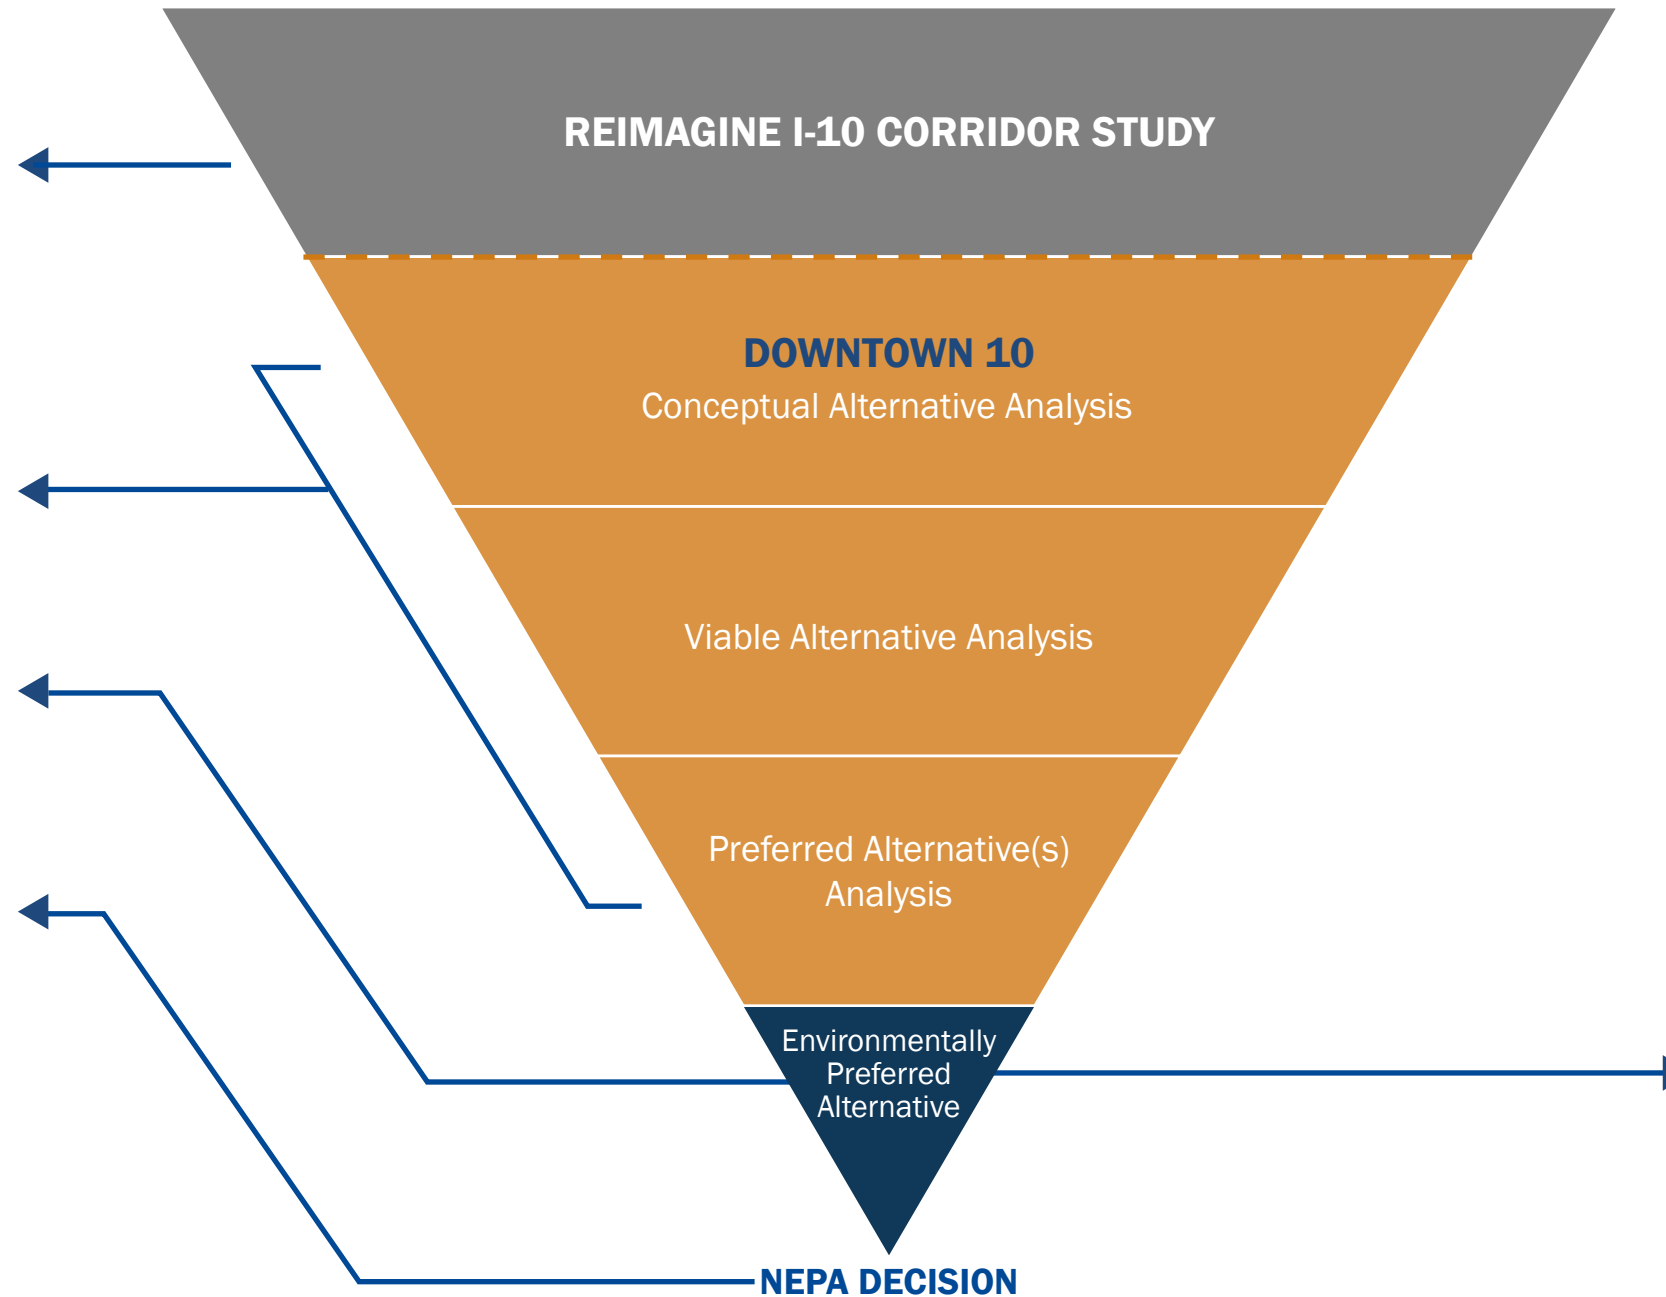 REIMAGINE I-10 CORRIDOR STUDY
DOWNTOWN 10
Conceptual Alternative Analysis
Viable Alternative Analysis
Preferred Alternative(s)
Analysis
Environmentally
Preferred
Alternative
NEPA DECISION